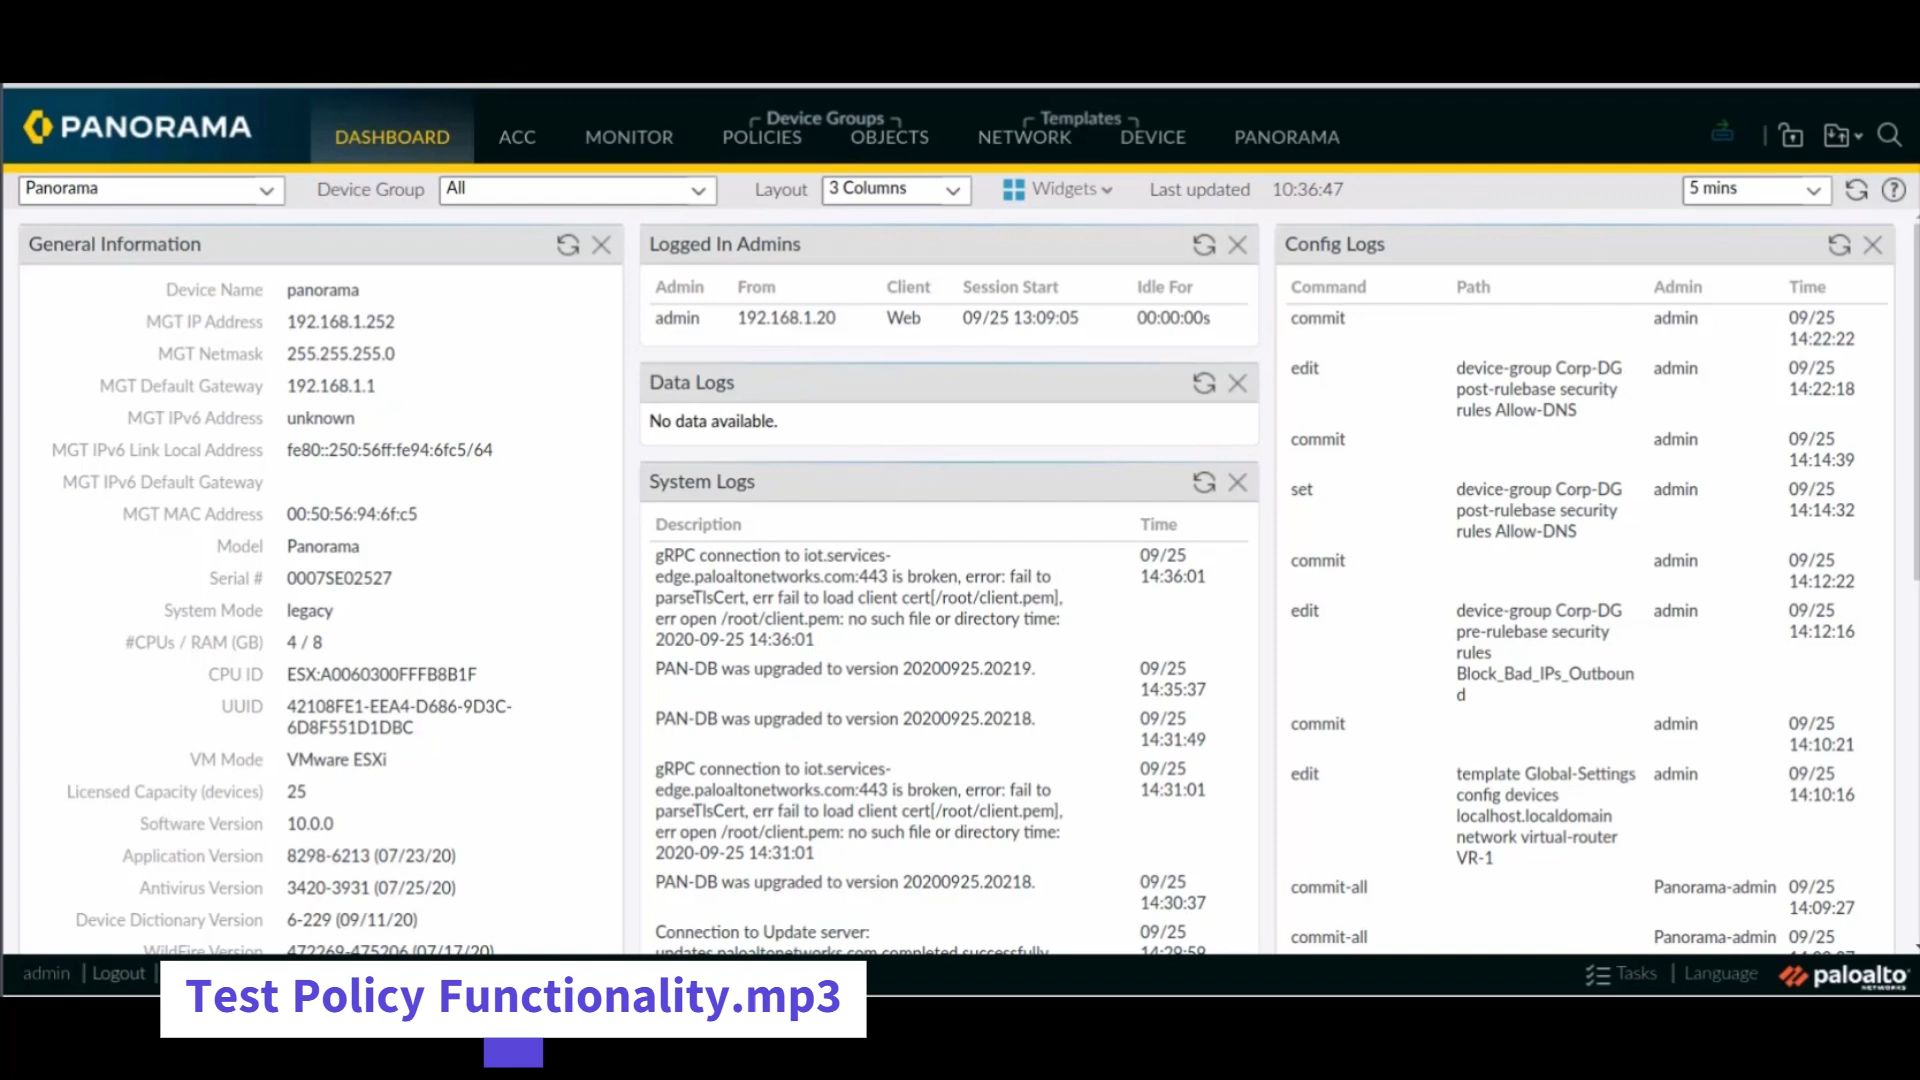 PANORAMA
DASHBOARD
ACC
MONITOR
Device Groups
POLICIES
OBJECTS
Templates
NETWORK
DEVICE
PANORAMA
Panorama
Device Group
All
Layout
3 Columns
Widgets
Last updated
10:36:47
5 mins
General Information
Device Name panorama
MGT IP Address 192.168.1.252
MGT Netmask 255.255.255.0
MGT Default Gateway 192.168.1.1
MGT IPv6 Address unknown
MGT IPv6 Link Local Address fe80::250:56ff:fe94:6fc5/64
MGT IPv6 Default Gateway
MGT MAC Address 00:50:56:94:6f:c5
Model Panorama
Serial # 0007SE02527
System Mode legacy
#CPUs / RAM (GB) 4 / 8
CPU ID ESX:A0060300FFFB8B1F
UUID 42108FE1-EEA4-D686-9D3C-
6D8F551D1DBC
VM Mode VMware ESXi
Licensed Capacity (devices) 25
Software Version 10.0.0
Application Version 8298-6213 (07/23/20)
Antivirus Version 3420-3931 (07/25/20)
Device Dictionary Version 6-229 (09/11/20)
WildFire Version 472269-475206 (07/17/20)
Logged In Admins
Admin From Client Session Start Idle For
admin 192.168.1.20 Web 09/25 13:09:05 00:00:00s
Data Logs
No data available.
System Logs
Description Time
gRPC connection to iot.services- 09/25
edge.paloaltonetworks.com:443 is broken, error: fail to 14:36:01
parseTlsCert, err fail to load client cert[/root/client.pem],
err open /root/client.pem: no such file or directory time:
2020-09-25 14:36:01
PAN-DB was upgraded to version 20200925.20219. 09/25
14:35:37
PAN-DB was upgraded to version 20200925.20218. 09/25
14:31:49
gRPC connection to iot.services- 09/25
edge.paloaltonetworks.com:443 is broken, error: fail to 14:31:01
parseTlsCert, err fail to load client cert[/root/client.pem],
err open /root/client.pem: no such file or directory time:
2020-09-25 14:31:01
PAN-DB was upgraded to version 20200925.20218. 09/25
14:30:37
Connection to Update server: 09/25
updates.paloaltonetworks.com completed successfully 14:29:59
Config Logs
Command Path Admin Time
commit admin 09/25
14:22:22
edit device-group Corp-DG admin 09/25
post-rulebase security 14:22:18
rules Allow-DNS
commit admin 09/25
14:14:39
set device-group Corp-DG admin 09/25
post-rulebase security 14:14:32
rules Allow-DNS
commit admin 09/25
14:12:22
edit device-group Corp-DG admin 09/25
pre-rulebase security 14:12:16
rules
Block_Bad_IPs_Outboun
d
commit admin 09/25
14:10:21
edit template Global-Settings admin 09/25
config devices 14:10:16
localhost.localdomain
network virtual-router
VR-1
commit-all Panorama-admin 09/25
14:09:27
commit-all Panorama-admin 09/25
admin | Logout |
Tasks | Language
paloalto
NETWORKS
Test Policy Functionality.mp3